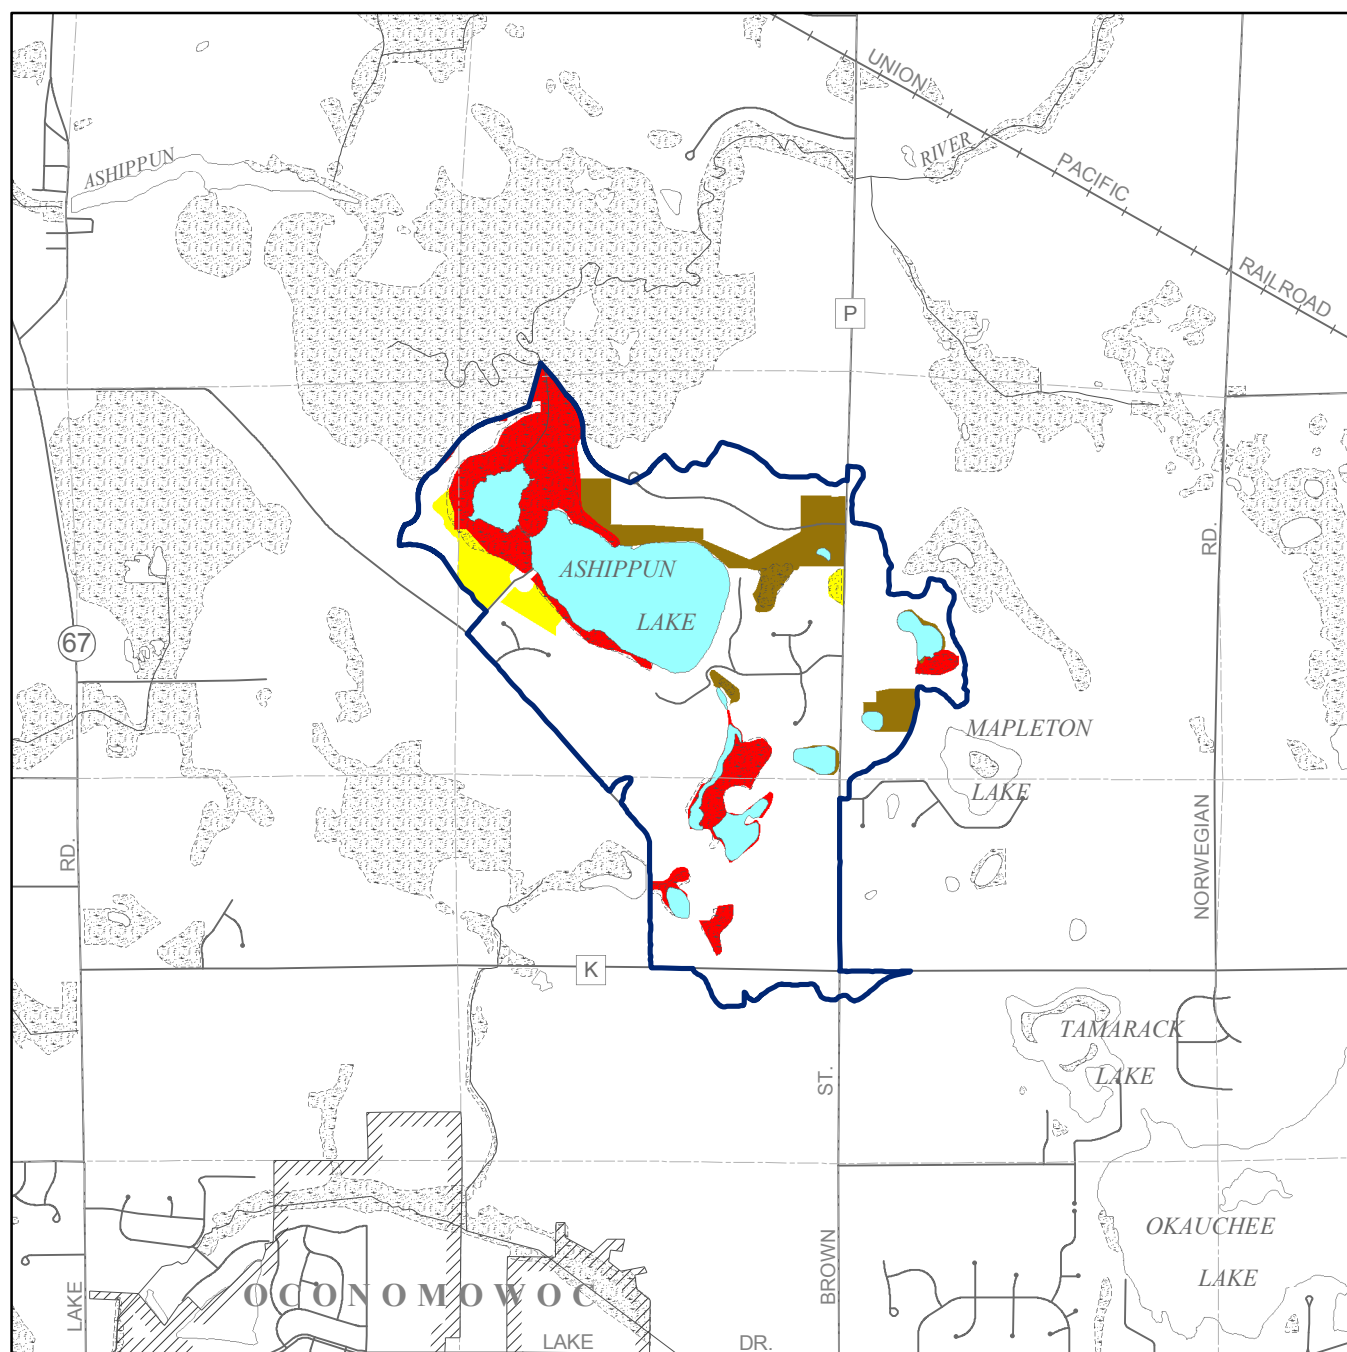 UNION
PACIFIC
RAILROAD
RIVER
ASHIPPUN
P
ASHIPPUN
LAKE
RD.
67
MAPLETON
LAKE
RD.
NORWEGIAN
K
TAMARACK
LAKE
ST.
OKAUCHEE
LAKE
BROWN
OCONOMOWOC
LAKE
LAKE
DR.